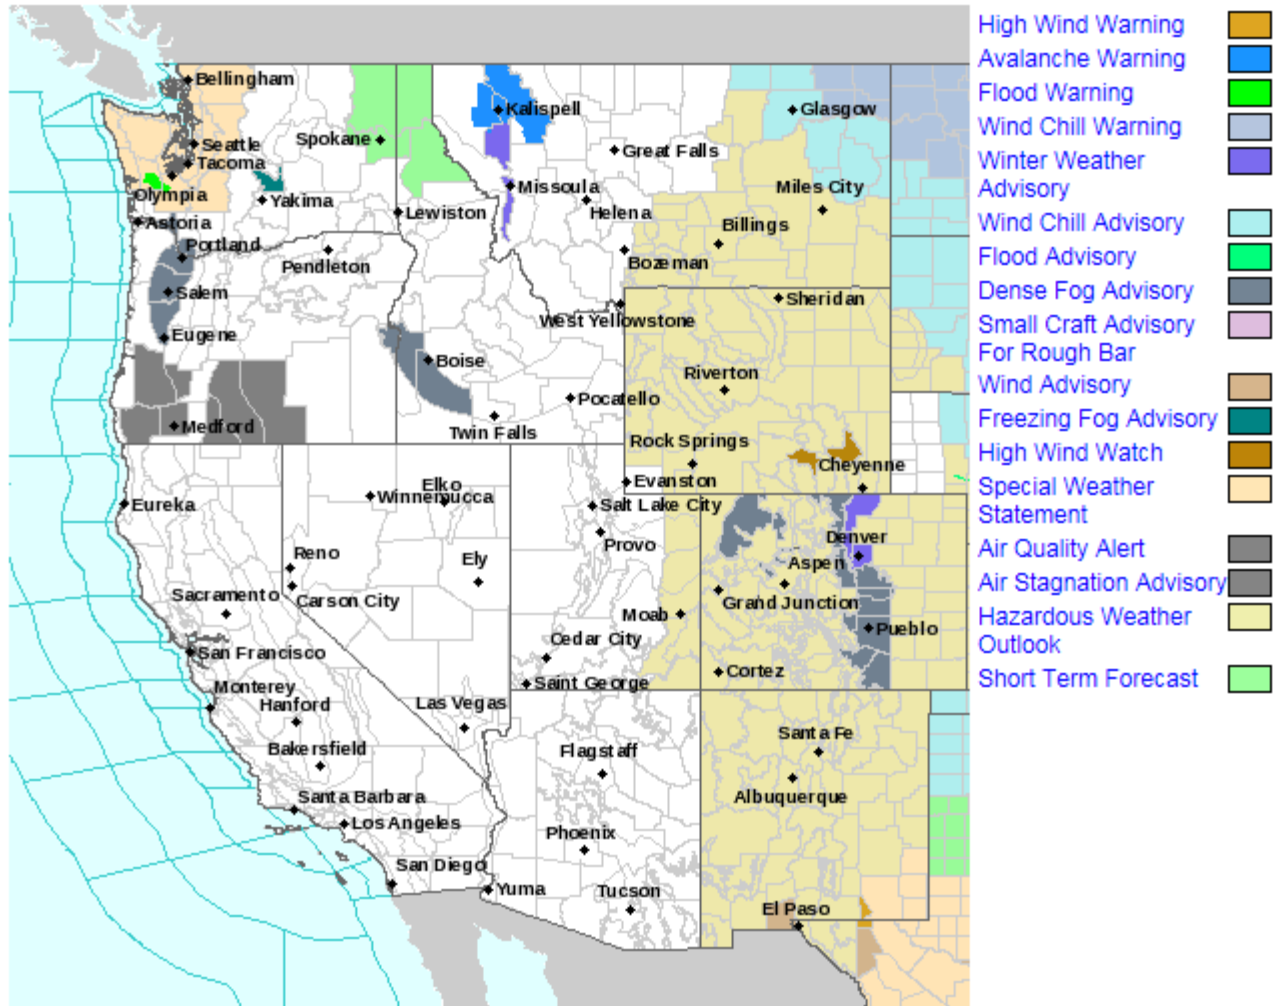 High Wind Warning
Avalanche Warning
Flood Warning
Wind Chill Warning
Winter Weather
Advisory
Wind Chill Advisory
Flood Advisory
Dense Fog Advisory
Small Craft Advisory
For Rough Bar
Wind Advisory
Freezing Fog Advisory
High Wind Watch
Special Weather
Statement
Air Quality Alert
Air Stagnation Advisory
Hazardous Weather
Outlook
Short Term Forecast
Bellingham
Kalispell
Glasgow
Seattle
Spokane
Great Falls
Tacoma
Olympia
Yakima
Missoula
Miles City
Helena
Astoria
Lewiston
Billings
Portland
Pendleton
Bozeman
Salem
Sheridan
West Yellowstone
Eugene
Boise
Riverton
Pocatello
Medford
Twin Falls
Rock Springs
Cheyenne
Evanston
Elko
Winnemucca
Eureka
Salt Lake City
Denver
Provo
Reno
Ely
Aspen
Sacramento
Carson City
Grand Junction
Moab
Pueblo
Cedar City
San Francisco
Cortez
Saint George
Monterey
Hanford
Las Vegas
Santa Fe
Bakersfield
Flagstaff
Albuquerque
Santa Barbara
Los Angeles
Phoenix
San Diego
Yuma
Tucson
El Paso